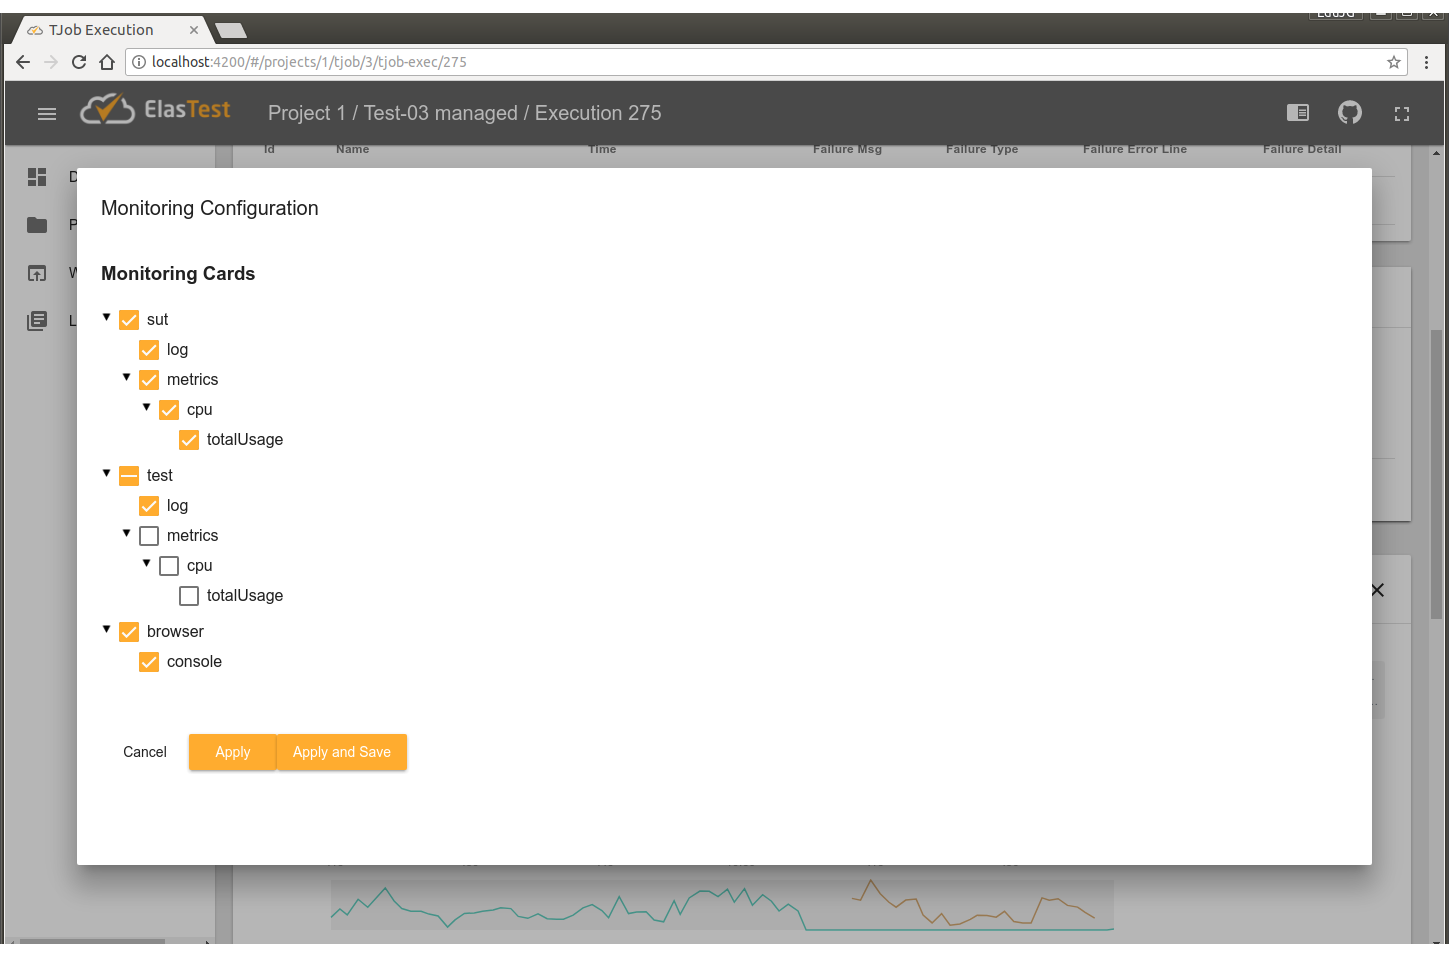 TJob Execution
localhost:4200/#/projects/1/tjob/3/tjob-exec/275
ElasTest
Project 1 / Test-03 managed / Execution 275
Id Name Time Failure Msg Failure Type Failure Error Line Failure Detail
D
P
W
L
Monitoring Configuration
Monitoring Cards
sut
log
metrics
cpu
totalUsage
test
log
metrics
cpu
totalUsage
browser
console
Cancel Apply Apply and Save